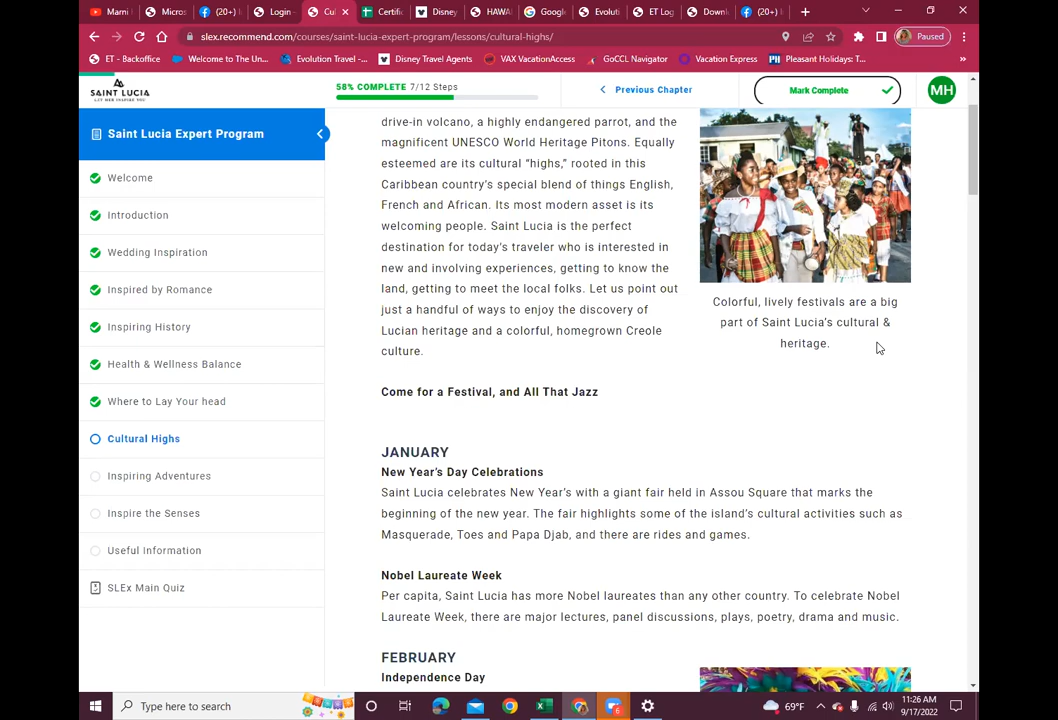 Marni
Micros
(20+)
Login -
Cul
Certific
Disney
HAWA
Google
Evoluti
ET Log
Downl
(20+)
slex.recommend.com/courses/saint-lucia-expert-program/lessons/cultural-highs/
Paused
ET - Backoffice
Welcome to The Un...
Evolution Travel -...
Disney Travel Agents
VAX VacationAccess
GoCCL Navigator
Vacation Express
Pleasant Holidays: T...
SAINT LUCIA
LET HER INSPIRE YOU
58% COMPLETE 7/12 Steps
Previous Chapter
Mark Complete
MH
Saint Lucia Expert Program
Welcome
Introduction
Wedding Inspiration
Inspired by Romance
Inspiring History
Health & Wellness Balance
Where to Lay Your head
Cultural Highs
Inspiring Adventures
Inspire the Senses
Useful Information
SLEx Main Quiz
drive-in volcano, a highly endangered parrot, and the
magnificent UNESCO World Heritage Pitons. Equally
esteemed are its cultural “highs,” rooted in this
Caribbean country’s special blend of things English,
French and African. Its most modern asset is its
welcoming people. Saint Lucia is the perfect
destination for today’s traveler who is interested in
new and involving experiences, getting to know the
land, getting to meet the local folks. Let us point out
just a handful of ways to enjoy the discovery of
Lucian heritage and a colorful, homegrown Creole
culture.
Colorful, lively festivals are a big
part of Saint Lucia’s cultural &
heritage.
Come for a Festival, and All That Jazz
JANUARY
New Year’s Day Celebrations
Saint Lucia celebrates New Year’s with a giant fair held in Assou Square that marks the
beginning of the new year. The fair highlights some of the island’s cultural activities such as
Masquerade, Toes and Papa Djab, and there are rides and games.
Nobel Laureate Week
Per capita, Saint Lucia has more Nobel laureates than any other country. To celebrate Nobel
Laureate Week, there are major lectures, panel discussions, plays, poetry, drama and music.
FEBRUARY
Independence Day
Type here to search
69°F
11:26 AM
9/17/2022